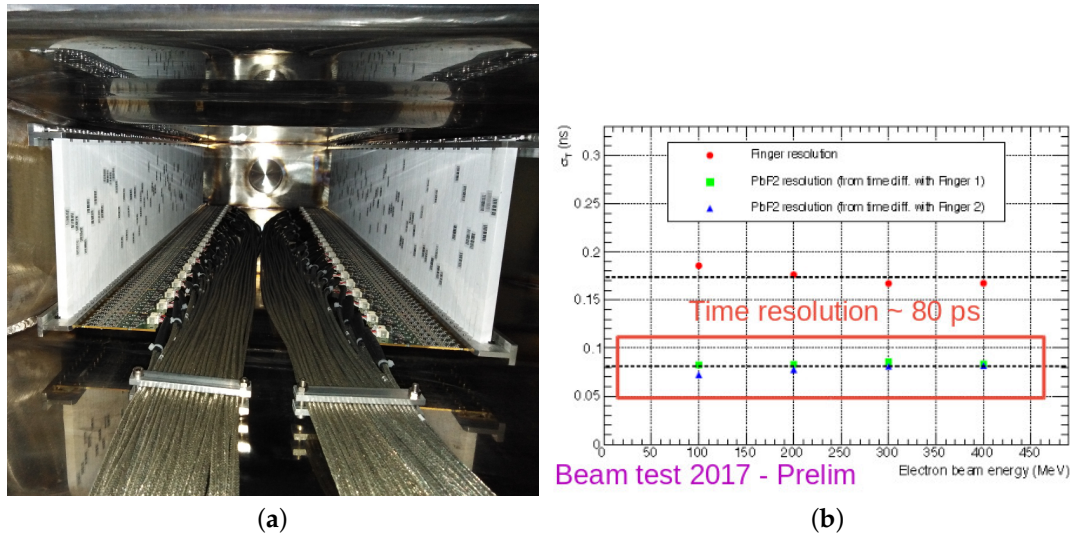 σT (ns)
0.3
0.25
0.2
0.15
0.1
0.05
0
Finger resolution
PbF2 resolution (from time diff. with Finger 1)
PbF2 resolution (from time diff. with Finger 2)
Time resolution ~ 80 ps
0 50 100 150 200 250 300 350 400 450
Electron beam energy (MeV)
Beam test 2017 - Prelim
(a) (b)